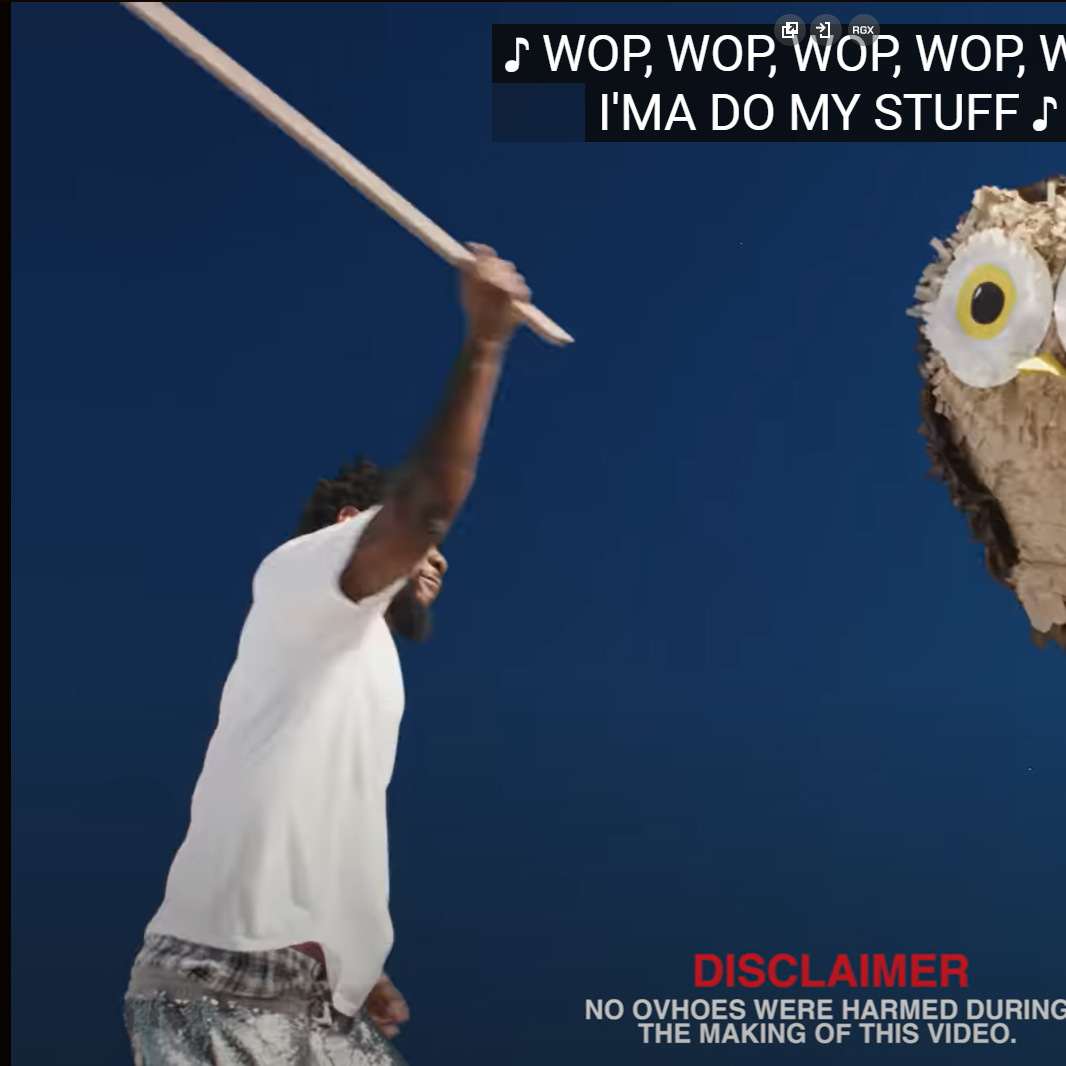 RGX
♪ WOP, WOP, WOP, WOP, W
I'MA DO MY STUFF ♪
DISCLAIMER
NO OVHOES WERE HARMED DURING
THE MAKING OF THIS VIDEO.